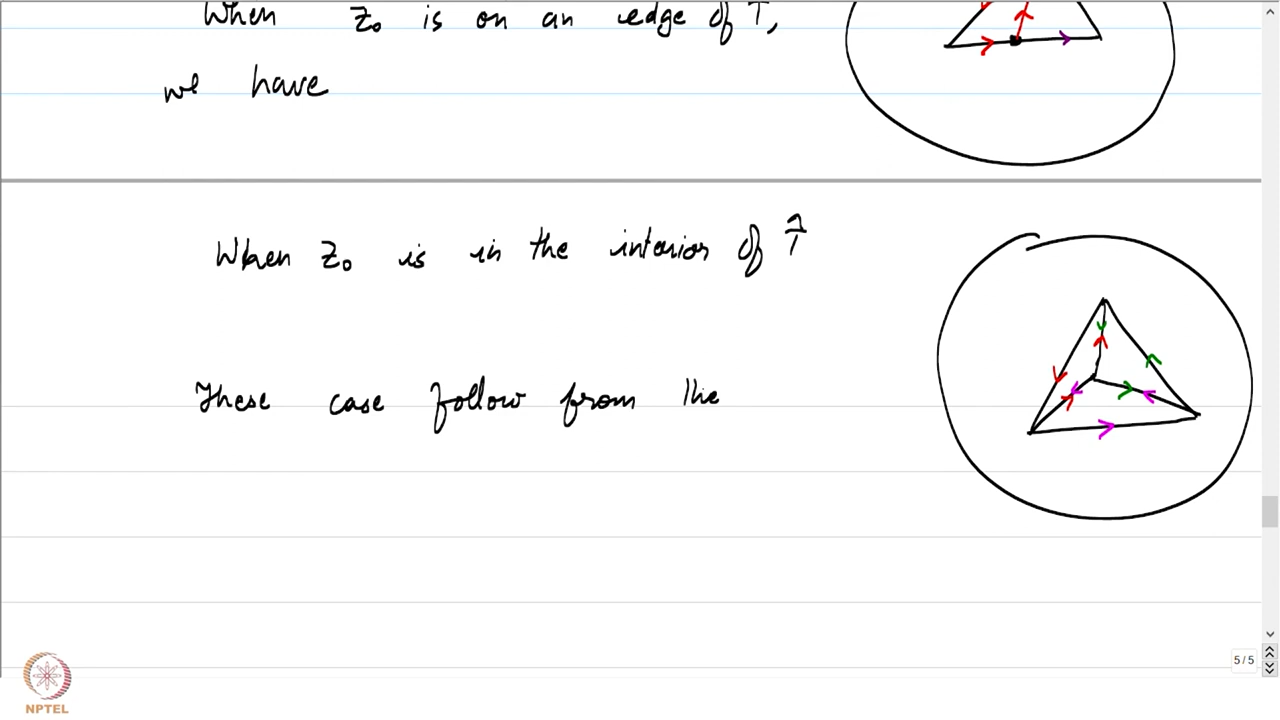 When z₀ is on an edge of T,
we have
When z₀ is in the interior of T̂
These case follow from the
5 / 5
NPTEL